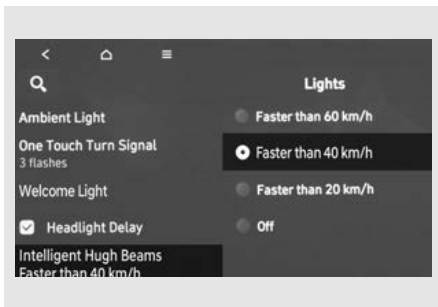 Lights
Ambient Light
One Touch Turn Signal
3 flashes
Welcome Light
Headlight Delay
Intelligent Hugh Beams
Faster than 40 km/h
Faster than 60 km/h
Faster than 40 km/h
Faster than 20 km/h
Off